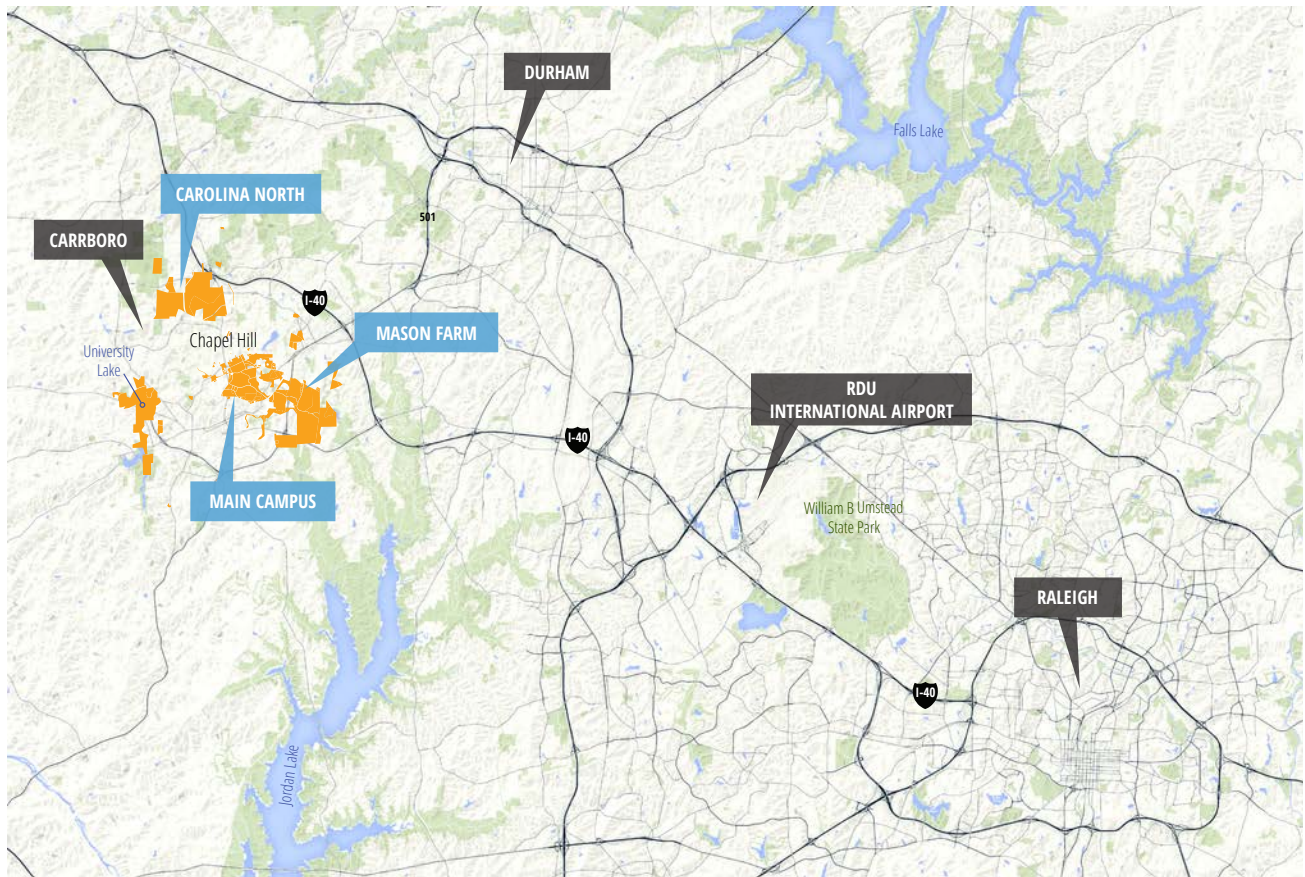 DURHAM
Falls Lake
CAROLINA NORTH
501
CARRBORO
I-40
MASON FARM
Chapel Hill
University
Lake
RDU
INTERNATIONAL AIRPORT
I-40
MAIN CAMPUS
William B Umstead
State Park
RALEIGH
I-40
Jordan Lake